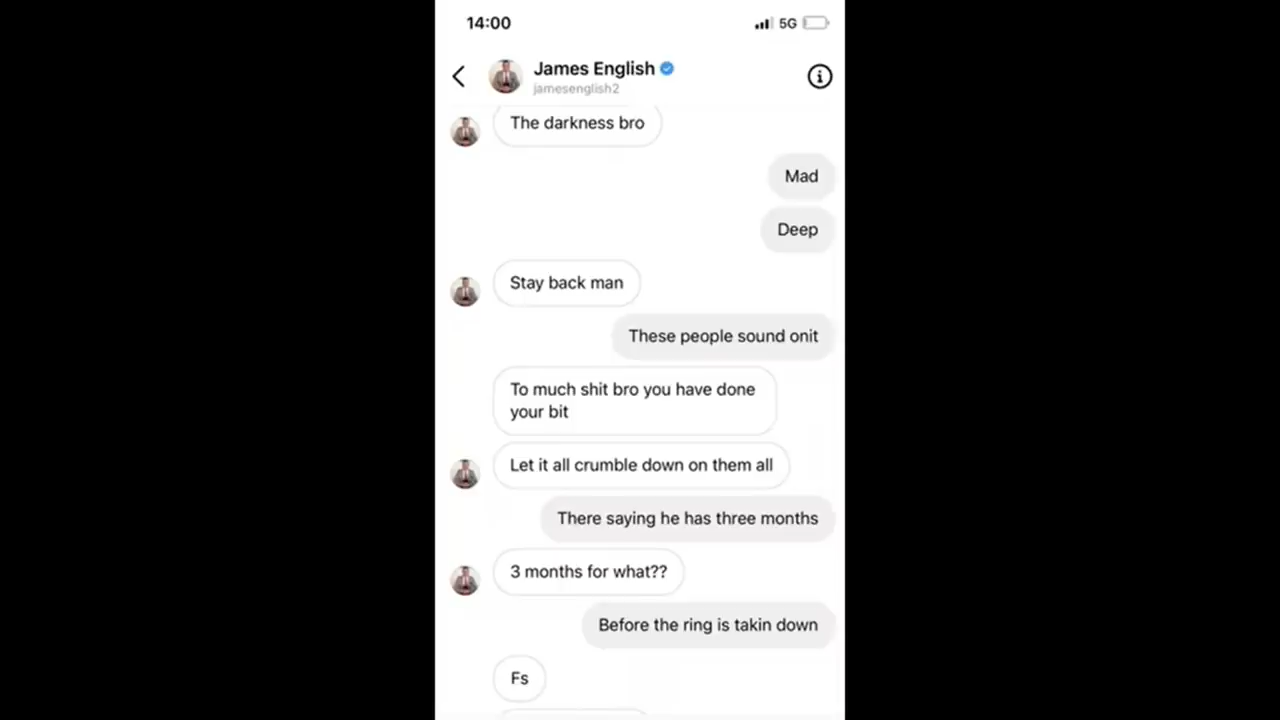 14:00
5G
James English
jamesenglish2
The darkness bro
Mad
Deep
Stay back man
These people sound onit
To much shit bro you have done
your bit
Let it all crumble down on them all
There saying he has three months
3 months for what??
Before the ring is takin down
Fs